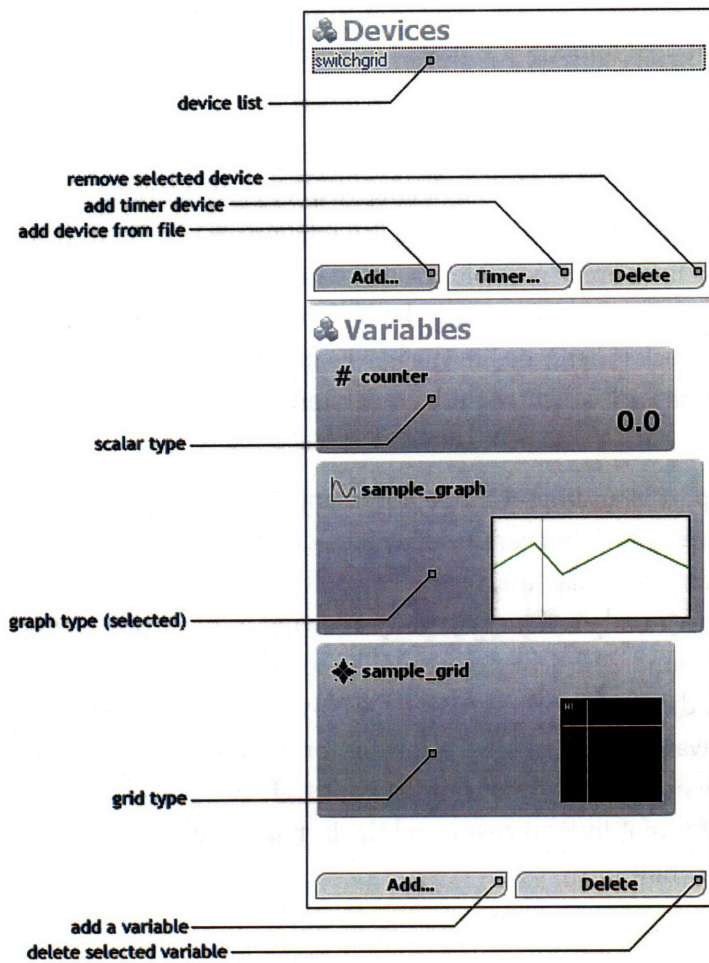 Devices
switchgrid
device list
remove selected device
add timer device
add device from file
Add... Timer... Delete
Variables
# counter
0.0
scalar type
sample_graph
graph type (selected)
sample_grid
grid type
Add... Delete
add a variable
delete selected variable